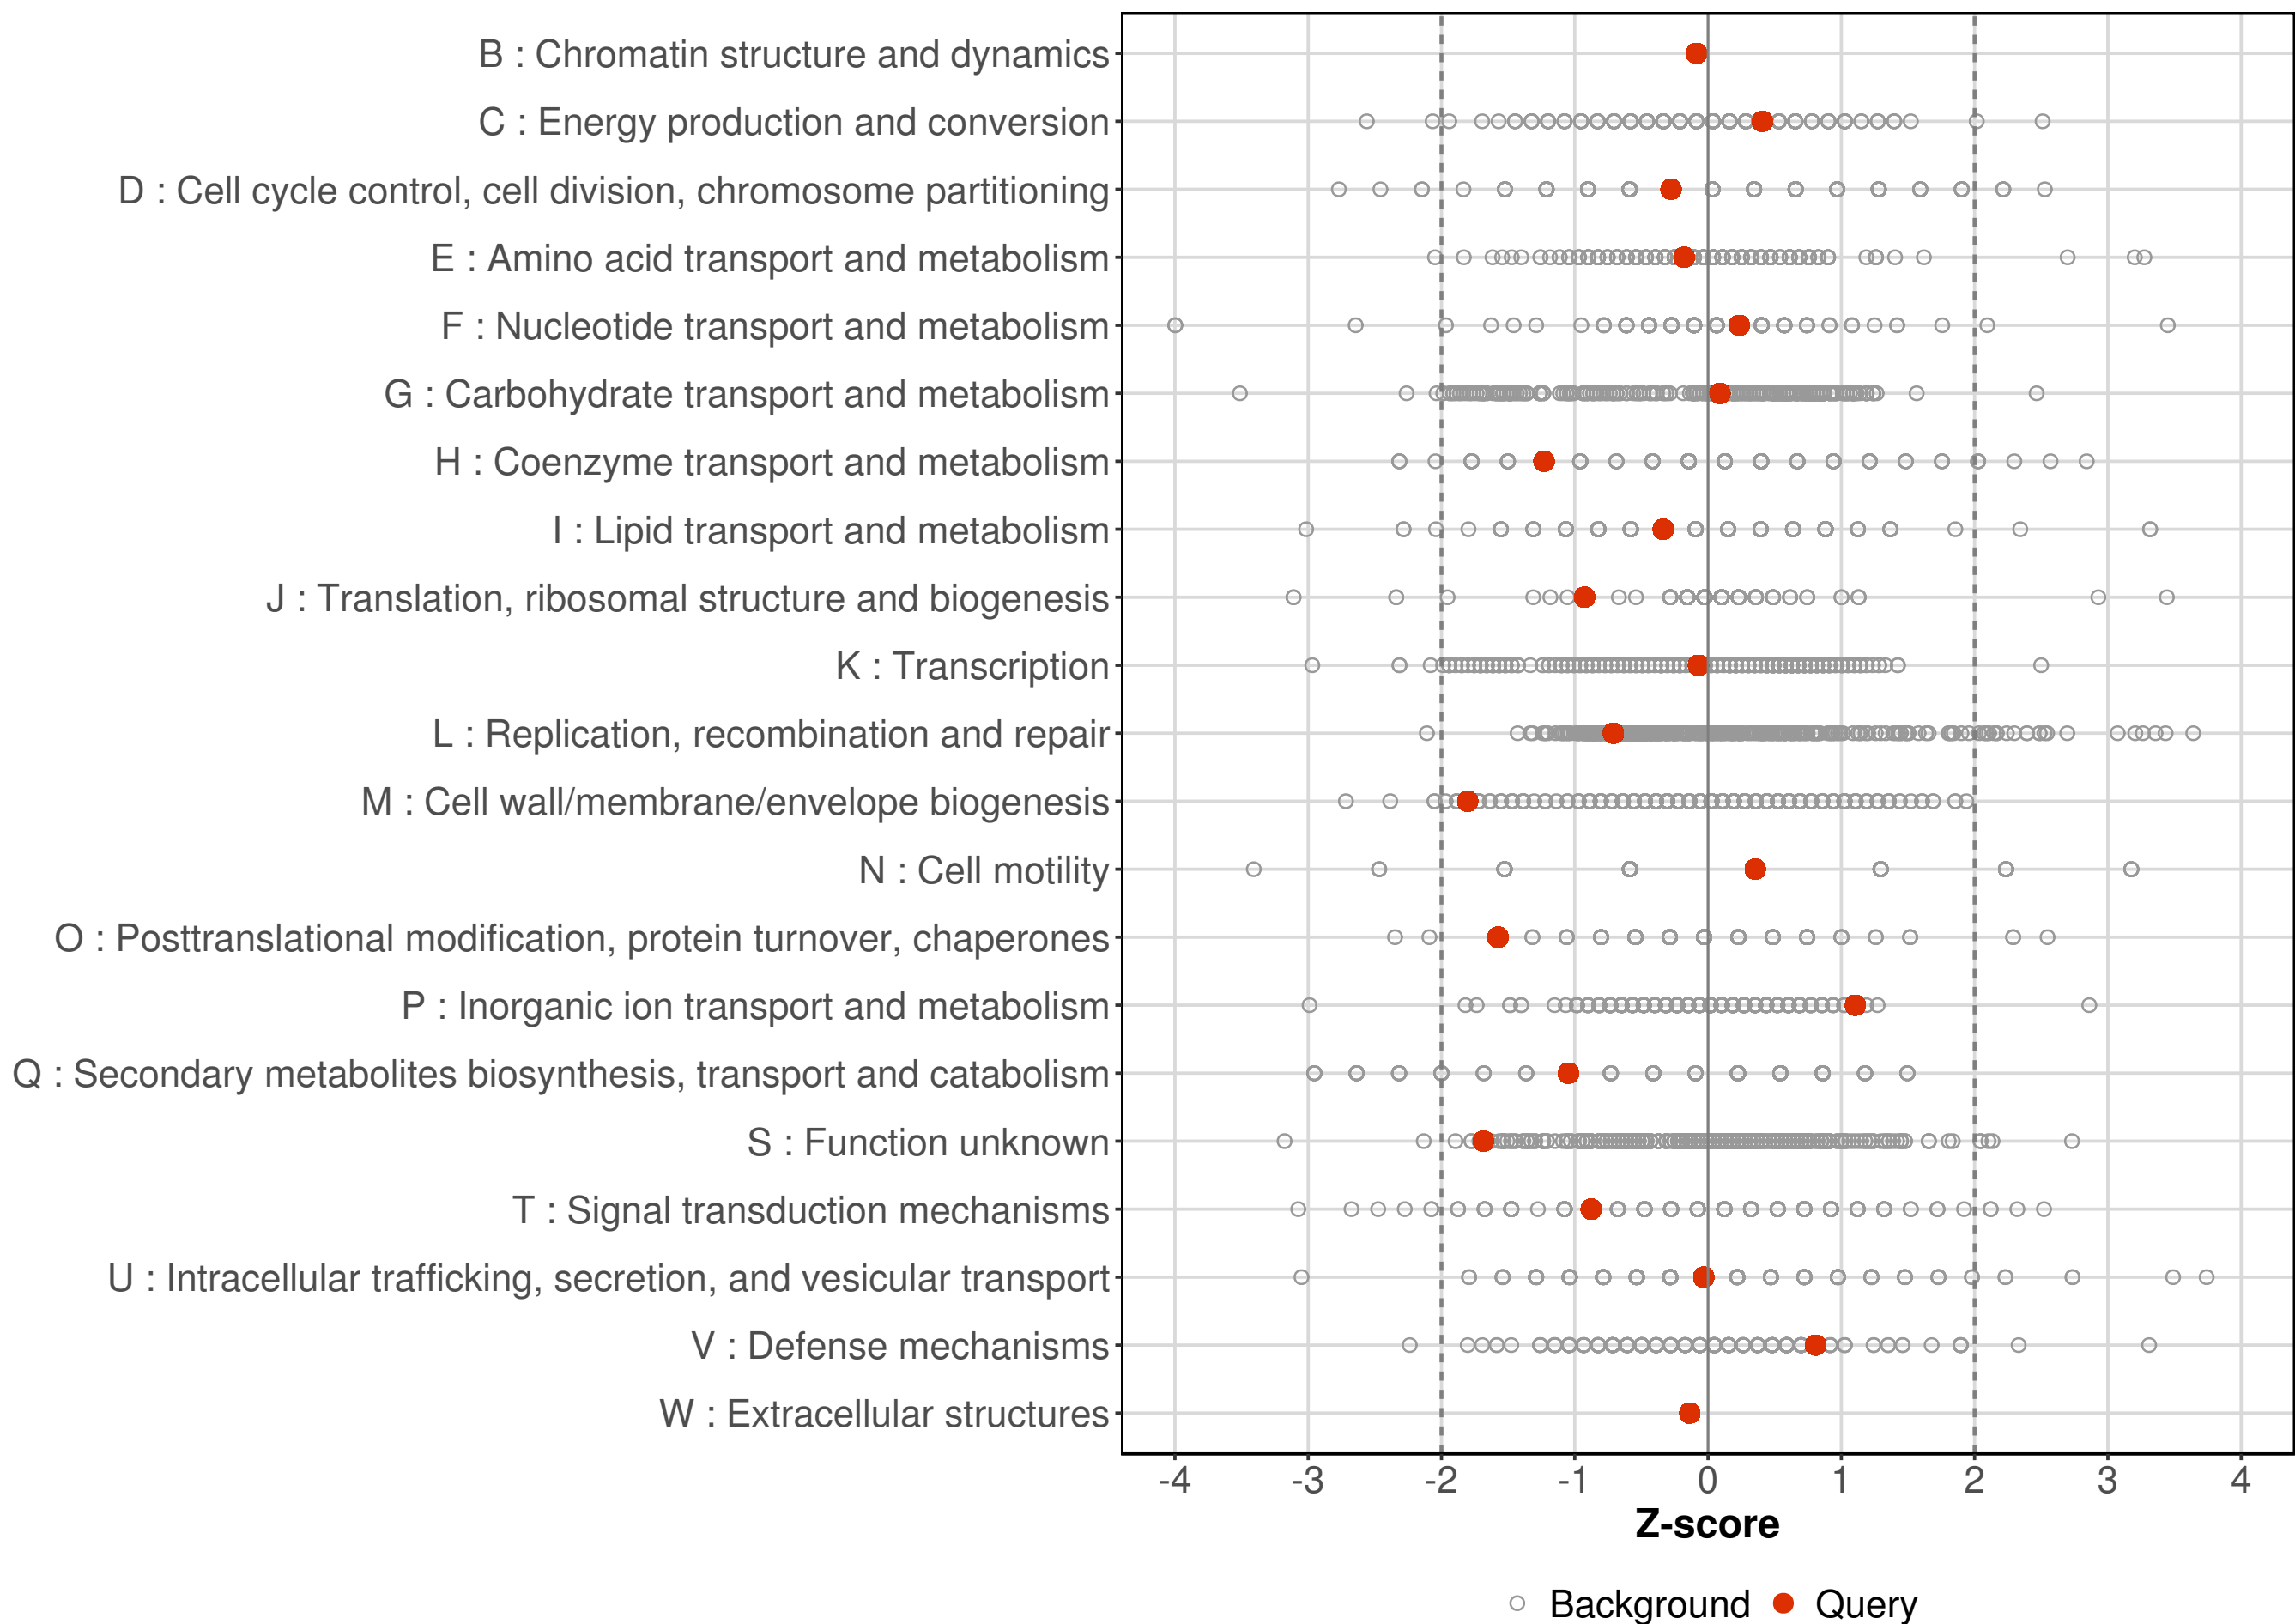 B : Chromatin structure and dynamics
C : Energy production and conversion
D : Cell cycle control, cell division, chromosome partitioning
E : Amino acid transport and metabolism
F : Nucleotide transport and metabolism
G : Carbohydrate transport and metabolism
H : Coenzyme transport and metabolism
I : Lipid transport and metabolism
J : Translation, ribosomal structure and biogenesis
K : Transcription
L : Replication, recombination and repair
M : Cell wall/membrane/envelope biogenesis
N : Cell motility
O : Posttranslational modification, protein turnover, chaperones
P : Inorganic ion transport and metabolism
Q : Secondary metabolites biosynthesis, transport and catabolism
S : Function unknown
T : Signal transduction mechanisms
U : Intracellular trafficking, secretion, and vesicular transport
V : Defense mechanisms
W : Extracellular structures
-4 -3 -2 -1 0 1 2 3 4
Z-score
Background Query